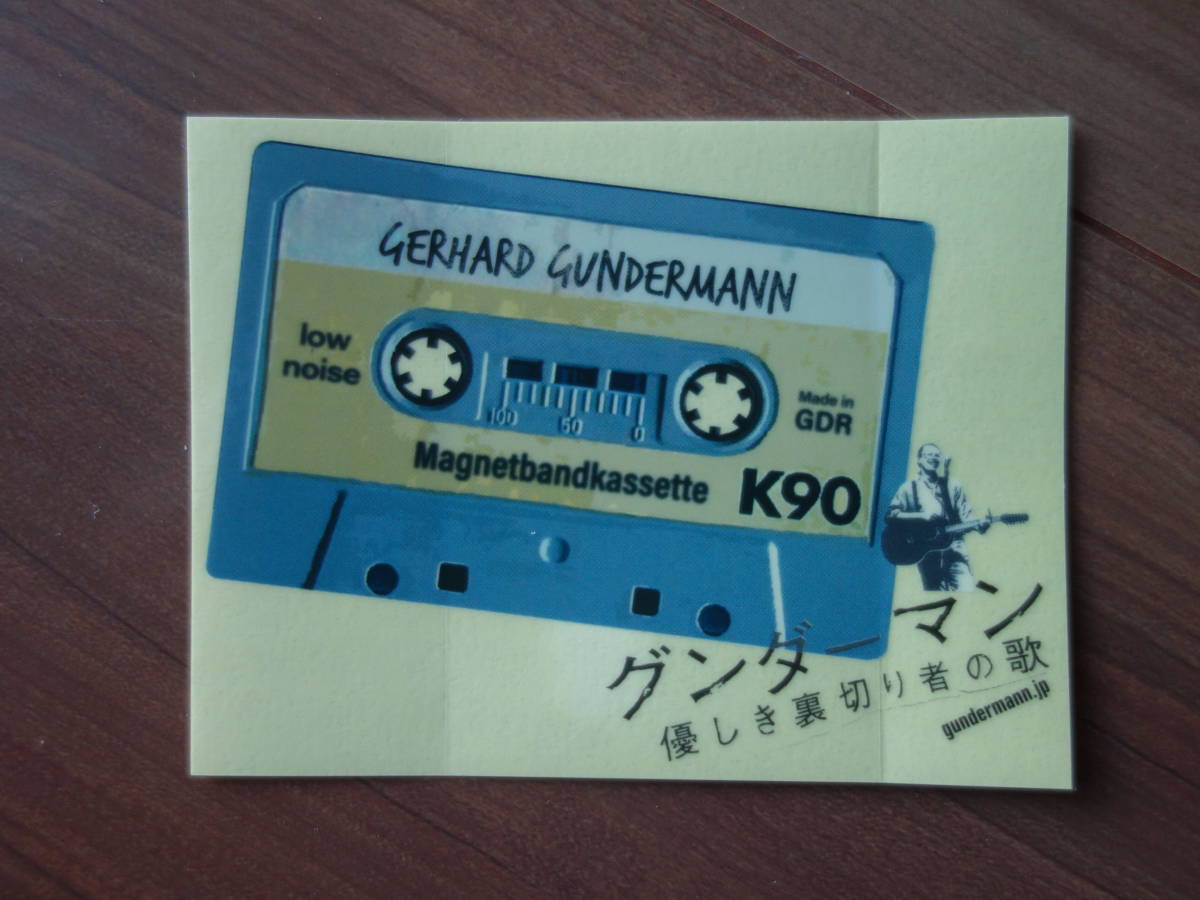 GERHARD GUNDERMANN
low
noise
100 50 0
Made in
GDR
Magnetbandkassette
K90
グンダーマン
優しき裏切り者の歌
gundermann.jp